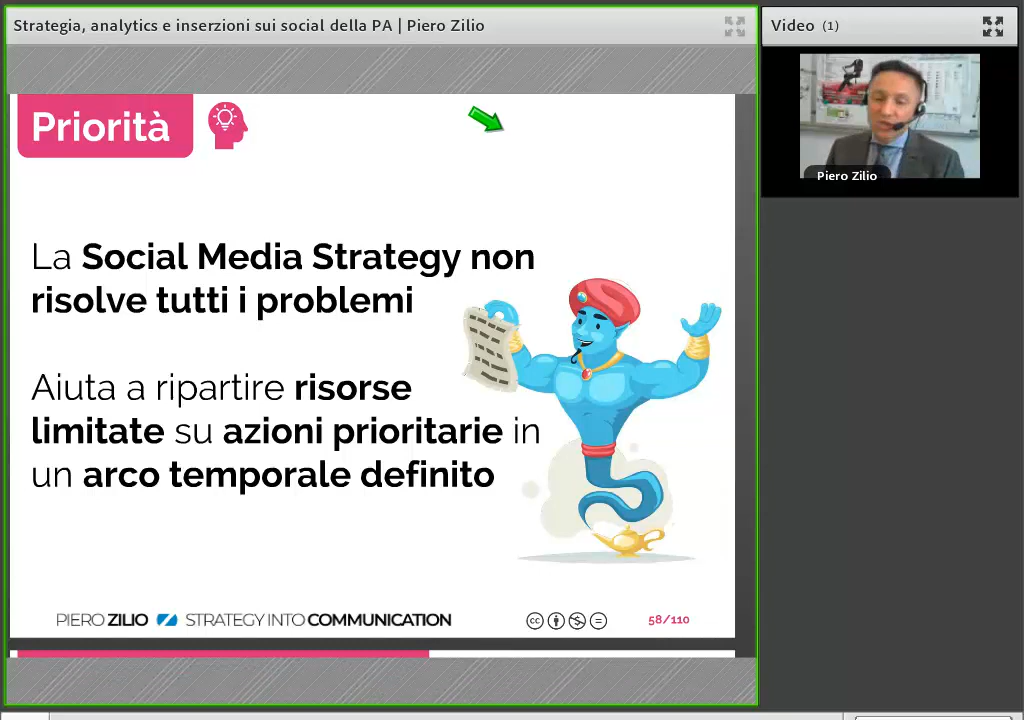 Strategia, analytics e inserzioni sui social della PA | Piero Zilio
Video (1)
Piero Zilio
Priorità
La Social Media Strategy non
risolve tutti i problemi
Aiuta a ripartire risorse
limitate su azioni prioritarie in
un arco temporale definito
PIERO ZILIO STRATEGY INTO COMMUNICATION
cc
58/110